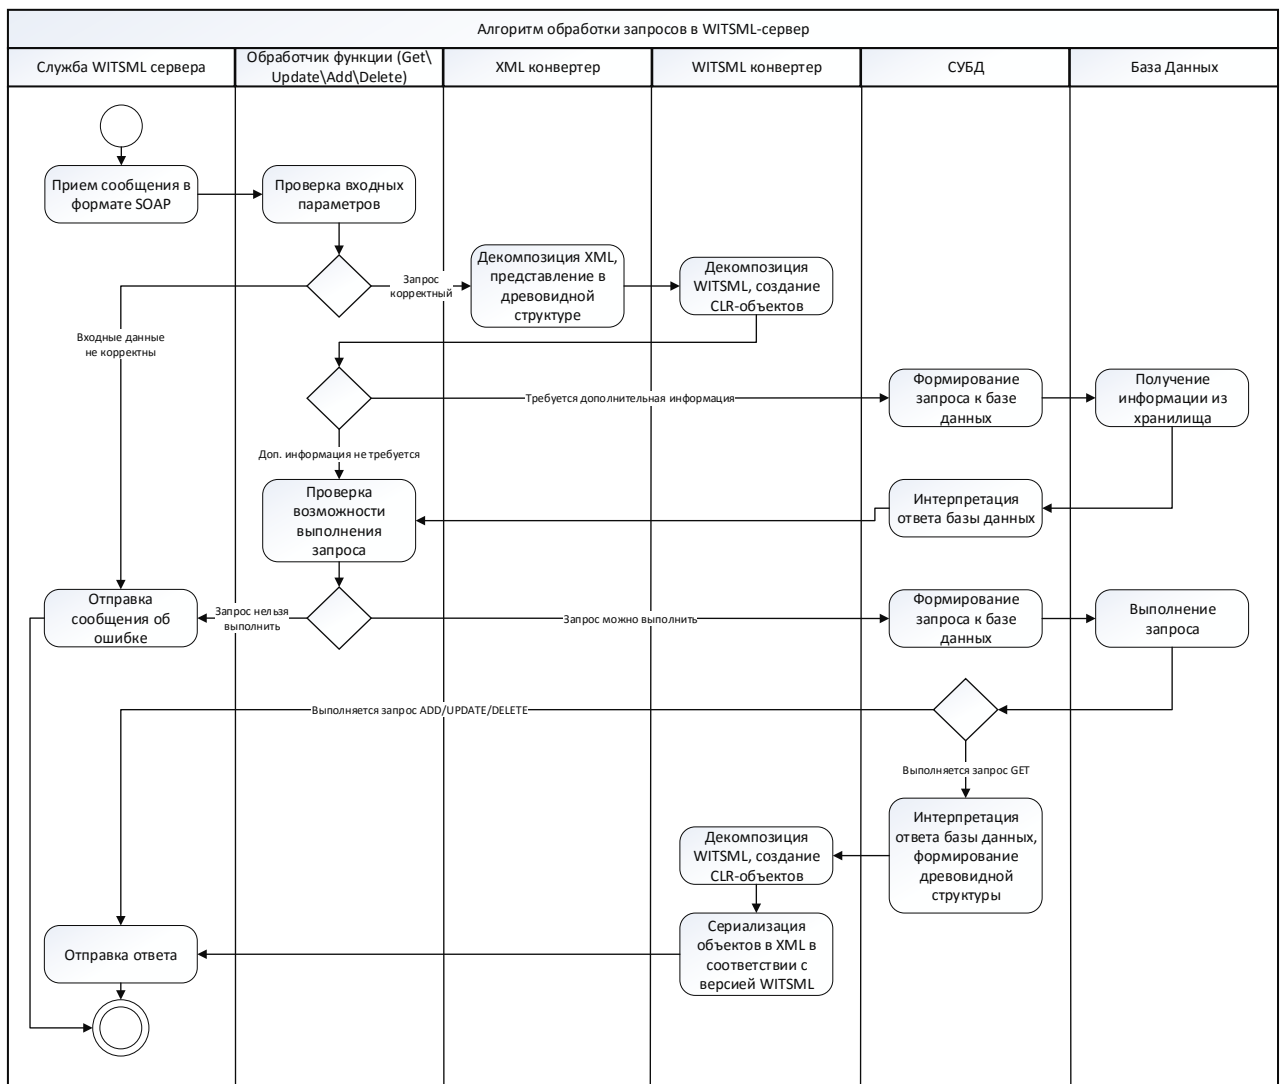 Алгоритм обработки запросов в WITSML-сервер
Служба WITSML сервера
Обработчик функции (Get\
Update\Add\Delete)
XML конвертер
WITSML конвертер
СУБД
База Данных
Прием сообщения в
формате SOAP
Проверка входных
параметров
Запрос
корректный
Декомпозиция XML,
представление в
древовидной
структуре
Декомпозиция
WITSML, создание
CLR-объектов
Входные данные
не корректны
Требуется дополнительная информация
Формирование
запроса к базе
данных
Получение
информации из
хранилища
Доп. информация не требуется
Проверка
возможности
выполнения
запроса
Интерпретация
ответа базы данных
Отправка
сообщения об
ошибке
Запрос нельзя
выполнить
Запрос можно выполнить
Формирование
запроса к базе
данных
Выполнение
запроса
Выполняется запрос ADD/UPDATE/DELETE
Выполняется запрос GET
Интерпретация
ответа базы данных,
формирование
древовидной
структуры
Декомпозиция
WITSML, создание
CLR-объектов
Сериализация
объектов в XML в
соответствии с
версией WITSML
Отправка ответа